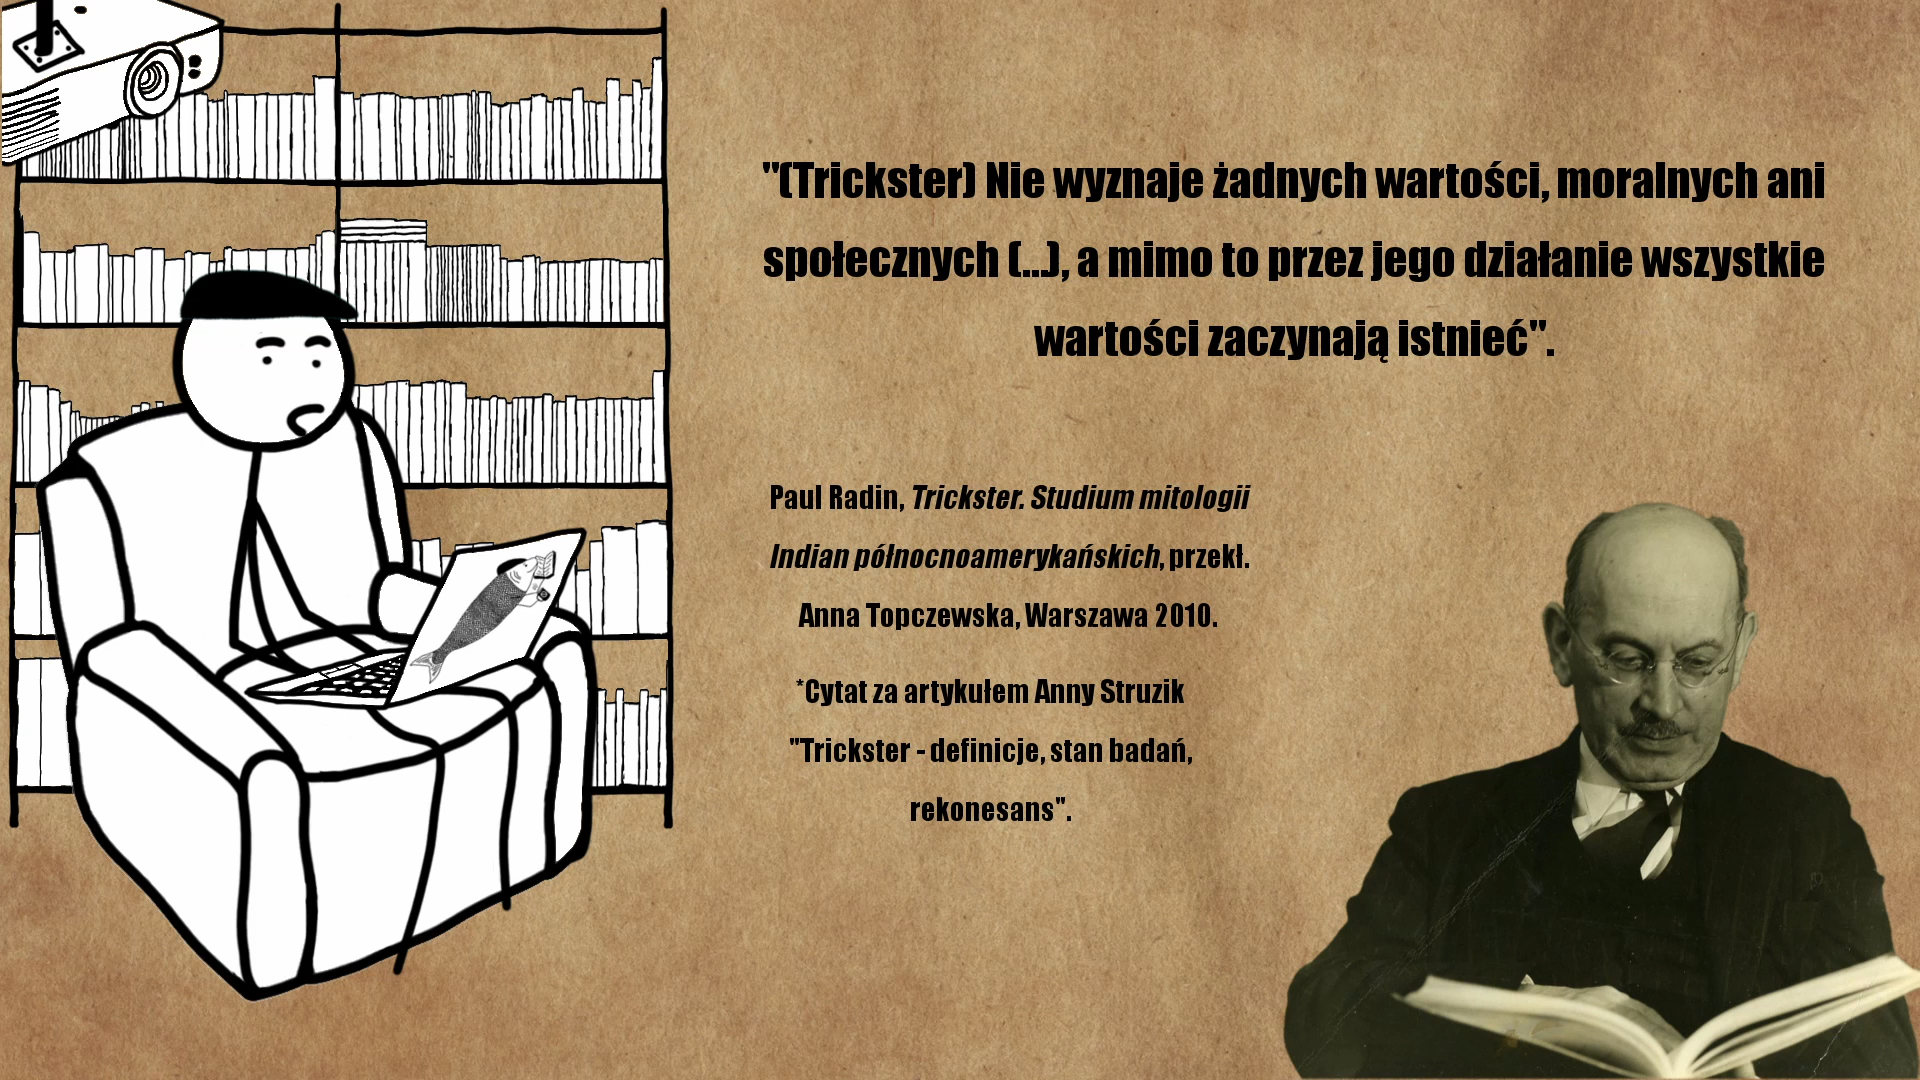 "(Trickster) Nie wyznaje żadnych wartości, moralnych ani
społecznych (...), a mimo to przez jego działanie wszystkie
wartości zaczynają istnieć".
Paul Radin, Trickster. Studium mitologii
Indian północnoamerykańskich, przekł.
Anna Topczewska, Warszawa 2010.
*Cytat za artykułem Anny Struzik
"Trickster - definicje, stan badań,
rekonesans".